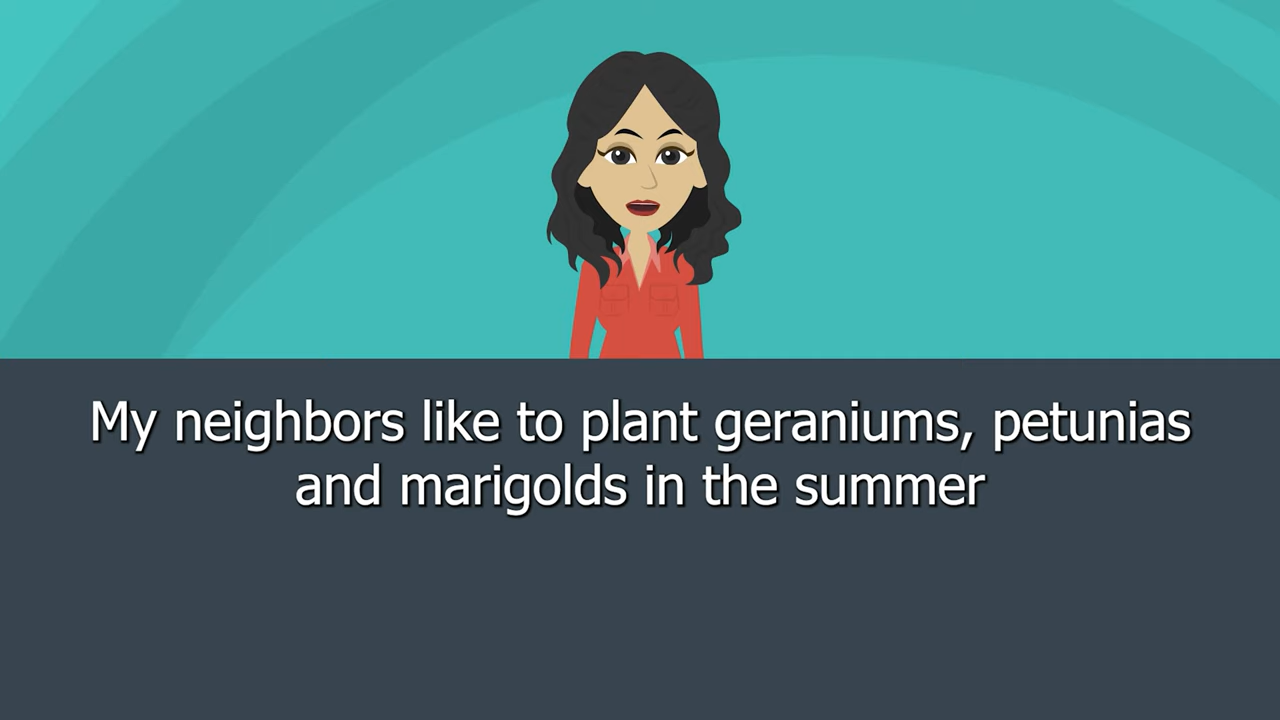 My neighbors like to plant geraniums, petunias
and marigolds in the summer